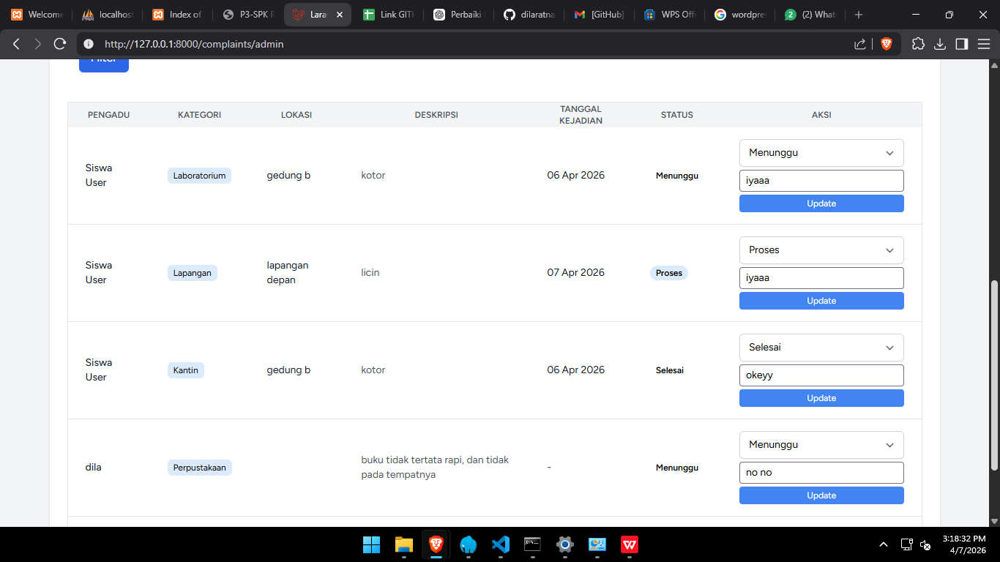 Welcome
localhost
Index of
P3-SPK R
Lara
Link GITH
Perbaiki
dilaratna
[GitHub]
WPS Offi
wordpre
(2) What
http://127.0.0.1:8000/complaints/admin
Filter
PENGADU KATEGORI LOKASI DESKRIPSI TANGGAL KEJADIAN STATUS AKSI
Siswa User Laboratorium gedung b kotor 06 Apr 2026 Menunggu Menunggu
iyaaa
Update
Siswa User Lapangan lapangan depan licin 07 Apr 2026 Proses Proses
iyaaa
Update
Siswa User Kantin gedung b kotor 06 Apr 2026 Selesai Selesai
okeyy
Update
dila Perpustakaan buku tidak tertata rapi, dan tidak pada tempatnya - Menunggu Menunggu
no no
Update
3:18:32 PM
4/7/2026